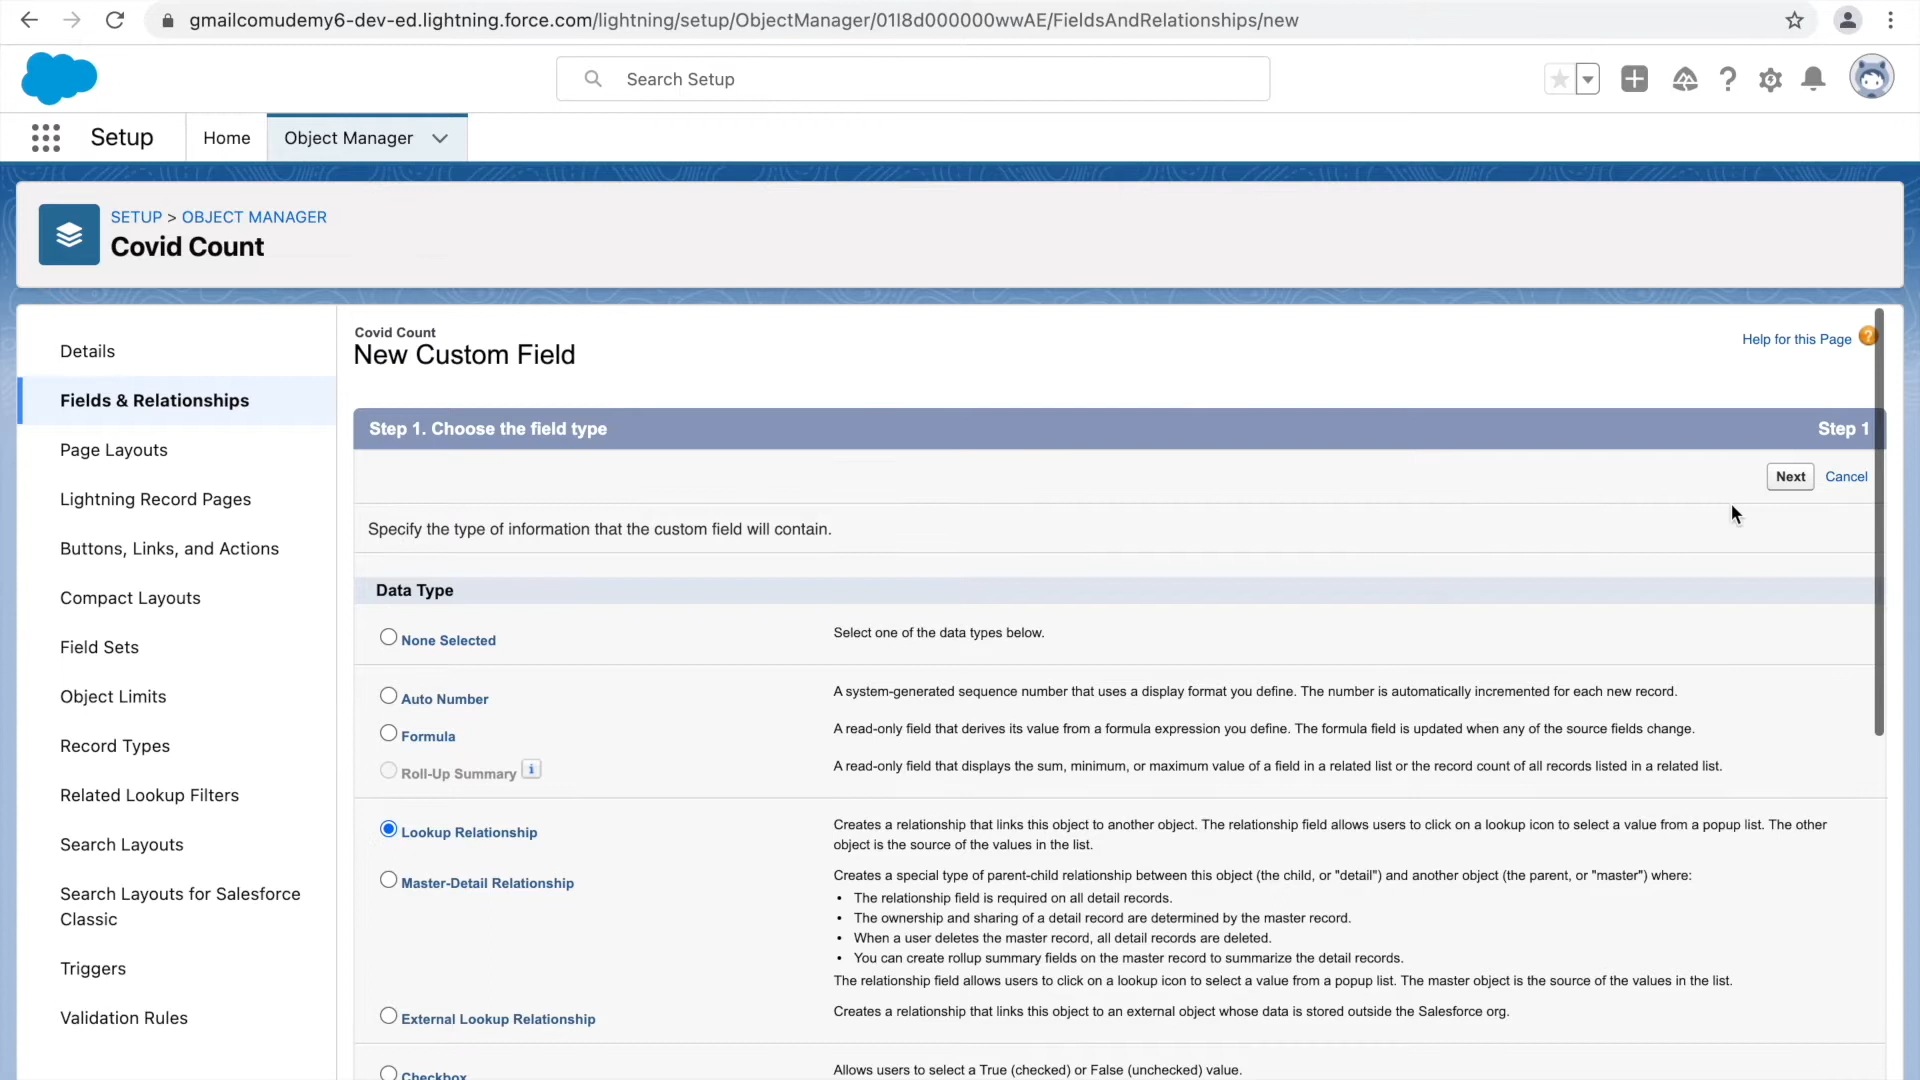 gmailcomudemy6-dev-ed.lightning.force.com/lightning/setup/ObjectManager/01I8d000000wwAE/FieldsAndRelationships/new
Search Setup
Setup
Home
Object Manager
SETUP > OBJECT MANAGER
Covid Count
Details
Fields & Relationships
Page Layouts
Lightning Record Pages
Buttons, Links, and Actions
Compact Layouts
Field Sets
Object Limits
Record Types
Related Lookup Filters
Search Layouts
Search Layouts for Salesforce
Classic
Triggers
Validation Rules
Covid Count
New Custom Field
Help for this Page ?
Step 1. Choose the field type
Step 1
Next
Cancel
Specify the type of information that the custom field will contain.
Data Type
None Selected
Select one of the data types below.
Auto Number
A system-generated sequence number that uses a display format you define. The number is automatically incremented for each new record.
Formula
A read-only field that derives its value from a formula expression you define. The formula field is updated when any of the source fields change.
Roll-Up Summary i
A read-only field that displays the sum, minimum, or maximum value of a field in a related list or the record count of all records listed in a related list.
Lookup Relationship
Creates a relationship that links this object to another object. The relationship field allows users to click on a lookup icon to select a value from a popup list. The other
object is the source of the values in the list.
Master-Detail Relationship
Creates a special type of parent-child relationship between this object (the child, or "detail") and another object (the parent, or "master") where:
• The relationship field is required on all detail records.
• The ownership and sharing of a detail record are determined by the master record.
• When a user deletes the master record, all detail records are deleted.
• You can create rollup summary fields on the master record to summarize the detail records.
The relationship field allows users to click on a lookup icon to select a value from a popup list. The master object is the source of the values in the list.
External Lookup Relationship
Creates a relationship that links this object to an external object whose data is stored outside the Salesforce org.
Checkbox
Allows users to select a True (checked) or False (unchecked) value.